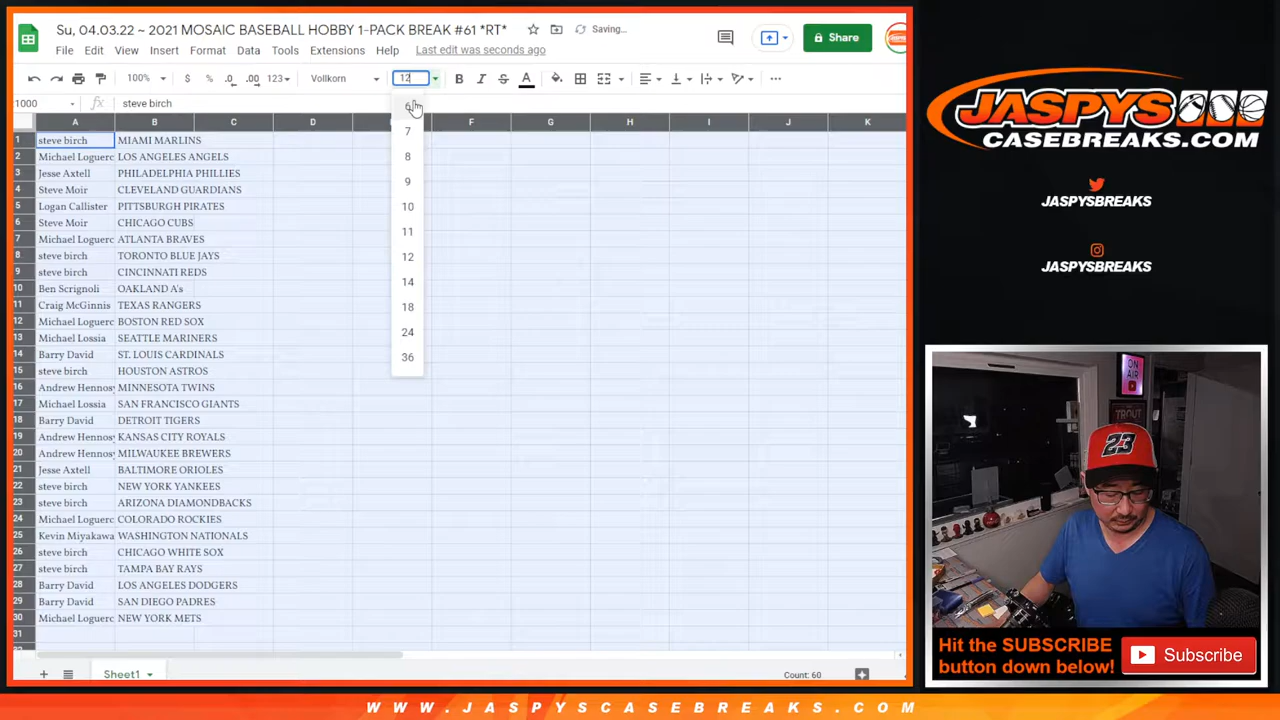 Su, 04.03.22 ~ 2021 MOSAIC BASEBALL HOBBY 1-PACK BREAK #61 *RT* Saving...
File Edit View Insert Format Data Tools Extensions Help Last edit was seconds ago
Share
100% $ % .0 .00 123 Vollkorn 12 B I S A
1000 fx steve birch
A B C D F G H I J K
1 steve birch MIAMI MARLINS
2 Michael Loguerc LOS ANGELES ANGELS
3 Jesse Axtell PHILADELPHIA PHILLIES
4 Steve Moir CLEVELAND GUARDIANS
5 Logan Callister PITTSBURGH PIRATES
6 Steve Moir CHICAGO CUBS
7 Michael Loguerc ATLANTA BRAVES
8 steve birch TORONTO BLUE JAYS
9 steve birch CINCINNATI REDS
10 Ben Scrignoli OAKLAND A's
11 Craig McGinnis TEXAS RANGERS
12 Michael Loguerc BOSTON RED SOX
13 Michael Lossia SEATTLE MARINERS
14 Barry David ST. LOUIS CARDINALS
15 steve birch HOUSTON ASTROS
16 Andrew Hennosy MINNESOTA TWINS
17 Michael Lossia SAN FRANCISCO GIANTS
18 Barry David DETROIT TIGERS
19 Andrew Hennosy KANSAS CITY ROYALS
20 Andrew Hennosy MILWAUKEE BREWERS
21 Jesse Axtell BALTIMORE ORIOLES
22 steve birch NEW YORK YANKEES
23 steve birch ARIZONA DIAMONDBACKS
24 Michael Loguerc COLORADO ROCKIES
25 Kevin Miyakawa WASHINGTON NATIONALS
26 steve birch CHICAGO WHITE SOX
27 steve birch TAMPA BAY RAYS
28 Barry David LOS ANGELES DODGERS
29 Barry David SAN DIEGO PADRES
30 Michael Loguerc NEW YORK METS
31
6
7
8
9
10
11
12
14
18
24
36
Sheet1
Count: 60
JASPYS
CASEBREAKS.COM
JASPYSBREAKS
JASPYSBREAKS
ON
AIR
TROUT
23
Hit the SUBSCRIBE
button down below!
Subscribe
WWW.JASPYSCASEBREAKS.COM